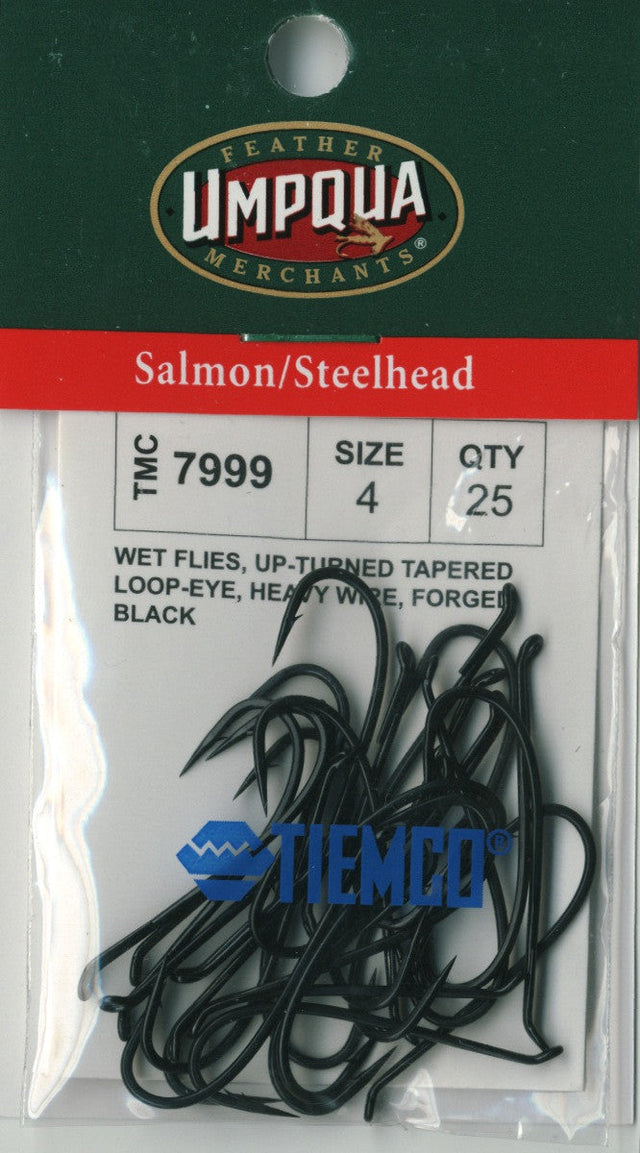 FEATHER
UMPQUA
MERCHANTS®
Salmon/Steelhead
TMC 7999 SIZE 4 QTY 25
WET FLIES, UP-TURNED TAPERED
LOOP-EYE, HEAVY WIRE, FORGED
BLACK
TIEMCO®